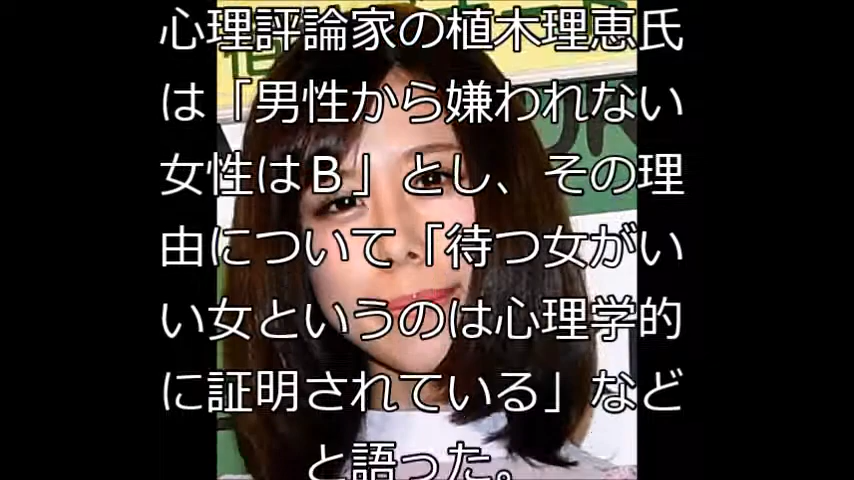 心理評論家の植木理恵氏
は「男性から嫌われない
女性はＢ」とし、その理
由について「待つ女がい
い女というのは心理学的
に証明されている」など
と語った。